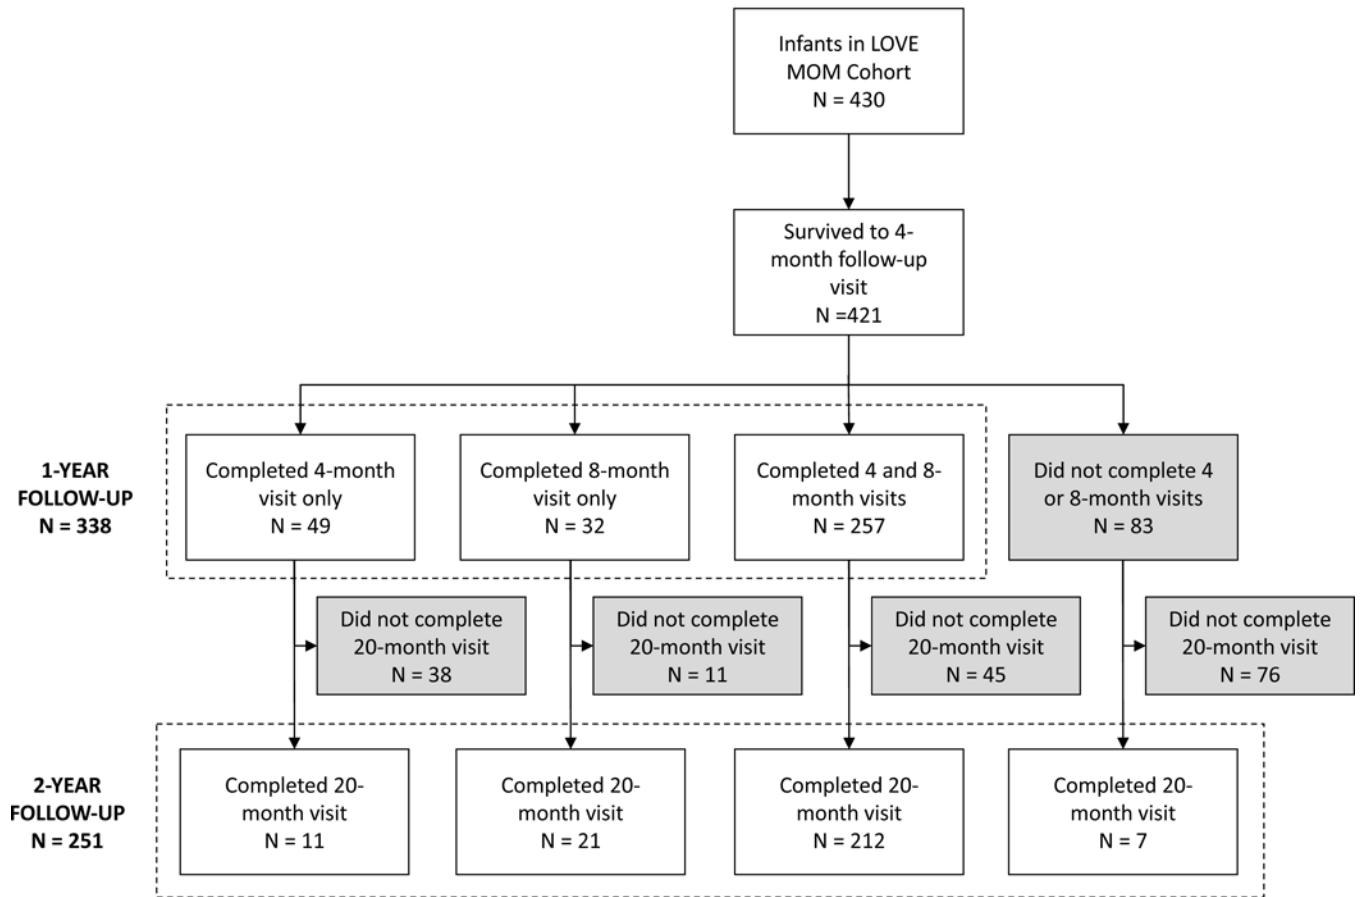 Infants in LOVE
MOM Cohort
N = 430
Survived to 4-
month follow-up
visit
N =421
1-YEAR
FOLLOW-UP
N = 338
Completed 4-month
visit only
N = 49
Completed 8-month
visit only
N = 32
Completed 4 and 8-
month visits
N = 257
Did not complete 4
or 8-month visits
N = 83
Did not complete
20-month visit
N = 38
Did not complete
20-month visit
N = 11
Did not complete
20-month visit
N = 45
Did not complete
20-month visit
N = 76
2-YEAR
FOLLOW-UP
N = 251
Completed 20-
month visit
N = 11
Completed 20-
month visit
N = 21
Completed 20-
month visit
N = 212
Completed 20-
month visit
N = 7